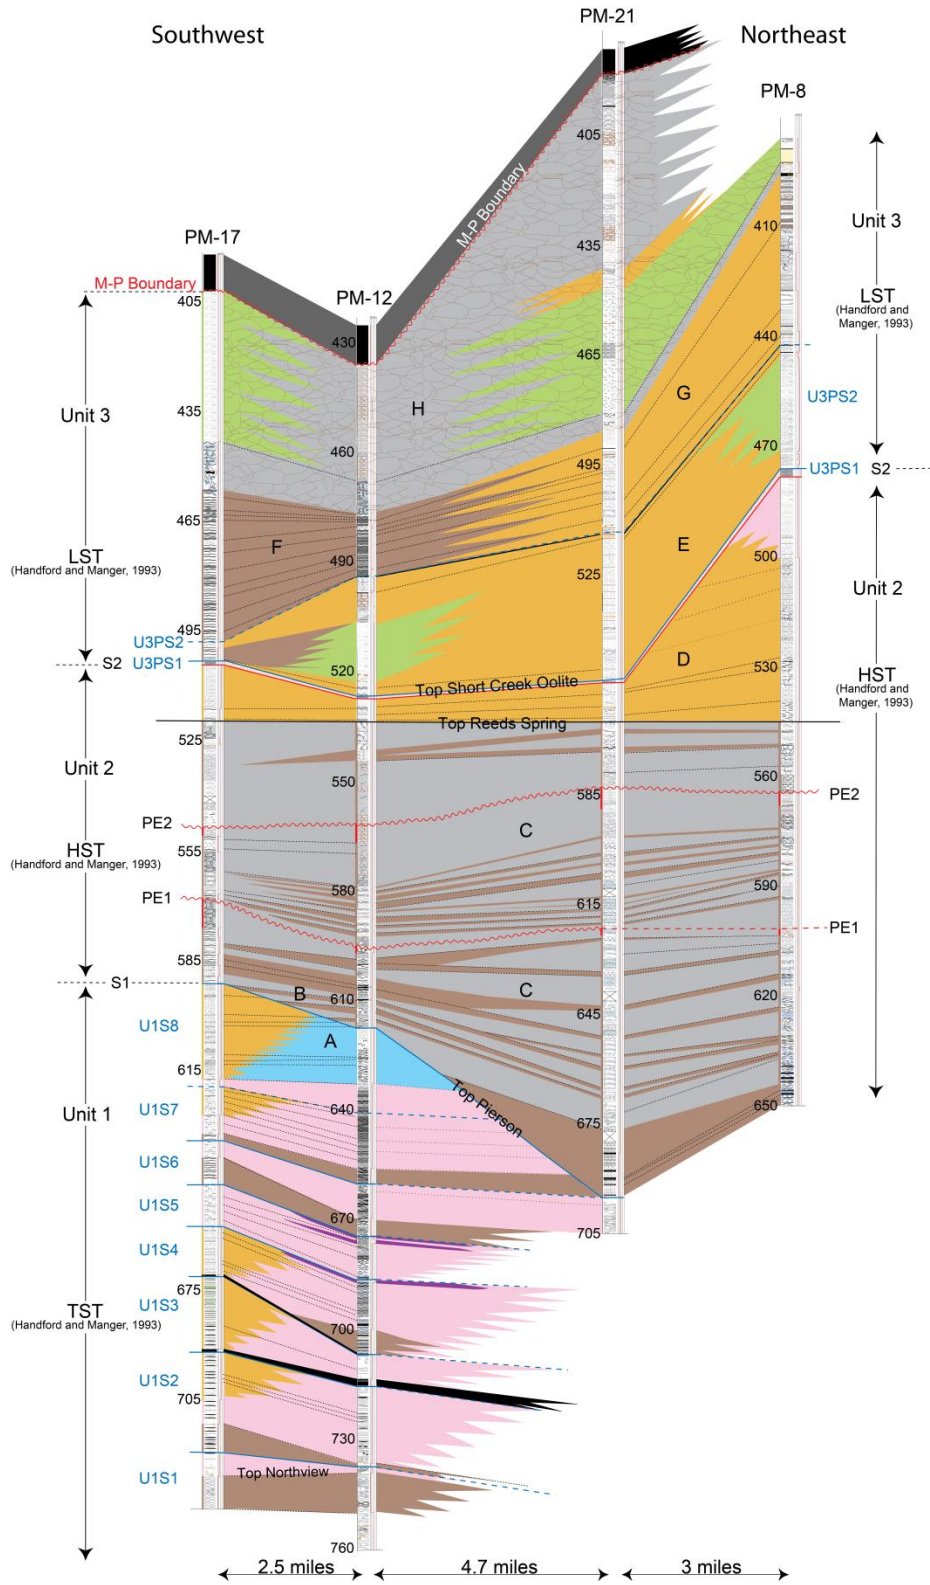 Southwest
PM-21
Northeast
PM-8
PM-17
PM-12
M-P Boundary
M-P Boundary
405
435
465
495
525
555
585
615
675
705
430
460
490
520
550
580
610
640
670
700
730
760
405
435
465
495
525
585
615
645
675
705
410
440
470
500
530
560
590
620
650
Unit 3
LST
(Handford and Manger, 1993)
U3PS2
U3PS1
S2
Unit 2
HST
(Handford and Manger, 1993)
PE2
PE1
S1
U1S8
Unit 1
U1S7
U1S6
U1S5
U1S4
U1S3
TST
(Handford and Manger, 1993)
U1S2
U1S1
H
G
F
E
D
Top Short Creek Oolite
Top Reeds Spring
C
C
B
A
Top Pierson
Top Northview
Unit 3
LST
(Handford and Manger, 1993)
U3PS2
U3PS1
S2
Unit 2
HST
(Handford and Manger, 1993)
PE2
PE1
2.5 miles
4.7 miles
3 miles